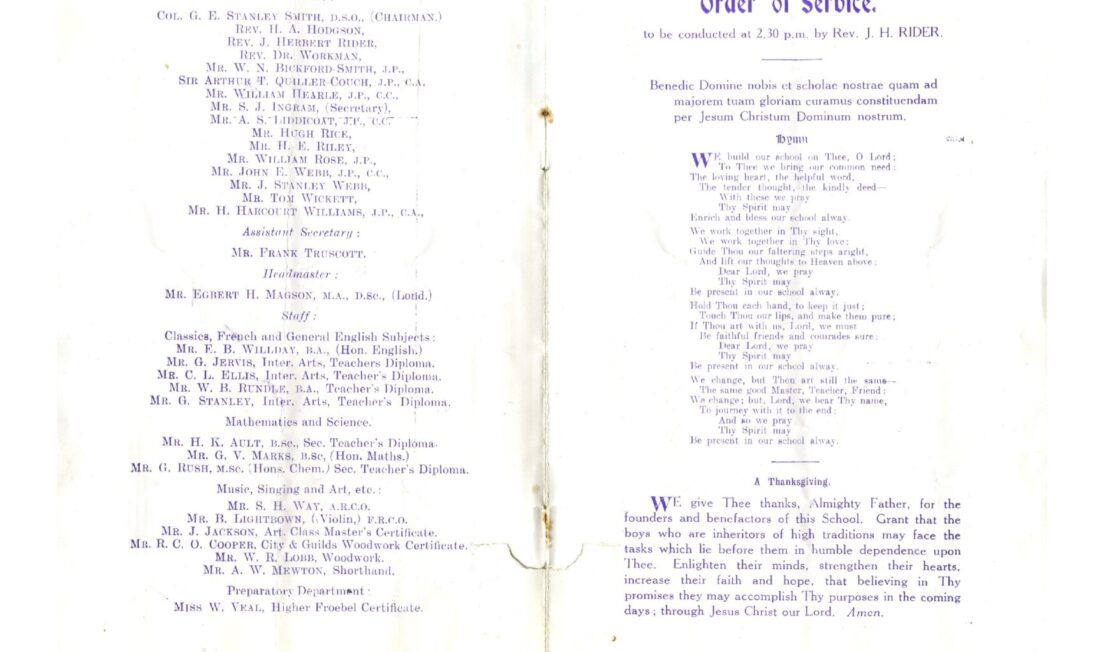 COL. G. E. STANLEY SMITH, D.S.O., (CHAIRMAN.)
REV. H. A. HODGSON,
REV. J. HERBERT RIDER,
REV. DR. WORKMAN,
MR. W. N. BICKFORD-SMITH, J.P.,
SIR ARTHUR T. QUILLER-COUCH, J.P., C.A.
MR. WILLIAM HEARLE, J.P., C.C.,
MR. S. J. INGRAM, (Secretary),
MR. A. S. LIDDICOAT, J.P., C.C.
MR. HUGH RICE,
MR. H. E. RILEY,
MR. WILLIAM ROSE, J.P.,
MR. JOHN E. WEBB, J.P., C.C.,
MR. J. STANLEY WEBB,
MR. TOM WICKETT,
MR. H. HARCOURT WILLIAMS, J.P., C.A.,
Assistant Secretary :
MR. FRANK TRUSCOTT.
Headmaster :
MR. EGBERT H. MAGSON, M.A., D.Sc., (Lond.)
Staff :
Classics, French and General English Subjects :
MR. E. B. WILLDAY, B.A., (Hon. English.)
MR. G. JERVIS, Inter. Arts, Teachers Diploma.
MR. C. L. ELLIS, Inter. Arts, Teacher's Diploma.
MR. W. B. RUNDLE, B.A., Teacher's Diploma.
MR. G. STANLEY, Inter. Arts, Teacher's Diploma.
Mathematics and Science.
MR. H. K. AULT, B.Sc., Sec. Teacher's Diploma.
MR. G. V. MARKS, B.Sc, (Hon. Maths.)
MR. G. RUSH, M.Sc. (Hons. Chem.) Sec. Teacher's Diploma.
Music, Singing and Art, etc. :
MR. S. H. WAY, A.R.C.O.
MR. B. LIGHTBOWN, (Violin,) F.R.C.O.
MR. J. JACKSON, Art. Class Master's Certificate.
MR. R. C. O. COOPER, City & Guilds Woodwork Certificate.
MR. W. R. LOBB, Woodwork.
MR. A. W. MEWTON, Shorthand.
Preparatory Department :
MISS W. VEAL, Higher Froebel Certificate.
Order of Service.
to be conducted at 2.30 p.m. by Rev. J. H. RIDER.
Benedic Domine nobis et scholae nostrae quam ad
majorem tuam gloriam curamus constituendam
per Jesum Christum Dominum nostrum.
Hymn
WE build our school on Thee, O Lord ;
To Thee we bring our common need :
The loving heart, the helpful word,
The tender thought, the kindly deed—
With these we pray
Thy Spirit may
Enrich and bless our school alway.
We work together in Thy sight,
We work together in Thy love ;
Guide Thou our faltering steps aright,
And lift our thoughts to Heaven above :
Dear Lord, we pray
Thy Spirit may
Be present in our school alway.
Hold Thou each hand, to keep it just ;
Touch Thou our lips, and make them pure ;
If Thou art with us, Lord, we must
Be faithful friends and comrades sure :
Dear Lord, we pray
Thy Spirit may
Be present in our school alway.
We change, but Thou art still the same—
The same good Master, Teacher, Friend ;
We change ; but, Lord, we bear Thy name,
To journey with it to the end :
And so we pray
Thy Spirit may
Be present in our school alway.
A Thanksgiving.
WE give Thee thanks, Almighty Father, for the
founders and benefactors of this School. Grant that the
boys who are inheritors of high traditions may face the
tasks which lie before them in humble dependence upon
Thee. Enlighten their minds, strengthen their hearts,
increase their faith and hope, that believing in Thy
promises they may accomplish Thy purposes in the coming
days ; through Jesus Christ our Lord. Amen.